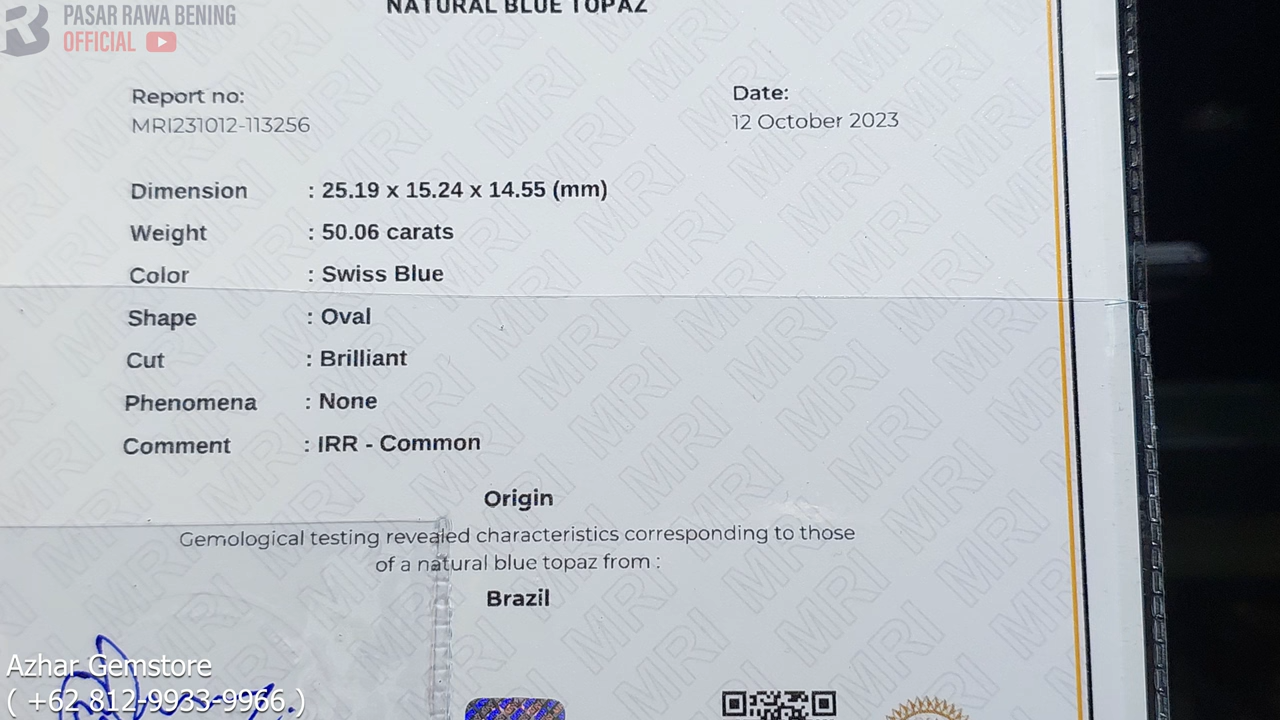 NATURAL BLUE TOPAZ
PASAR RAWA BENING
OFFICIAL
Report no:
MRI231012-113256
Date:
12 October 2023
Dimension : 25.19 x 15.24 x 14.55 (mm)
Weight : 50.06 carats
Color : Swiss Blue
Shape : Oval
Cut : Brilliant
Phenomena : None
Comment : IRR - Common
Origin
Gemological testing revealed characteristics corresponding to those
of a natural blue topaz from :
Brazil
Azhar Gemstore
( +62 812-9933-9966 )